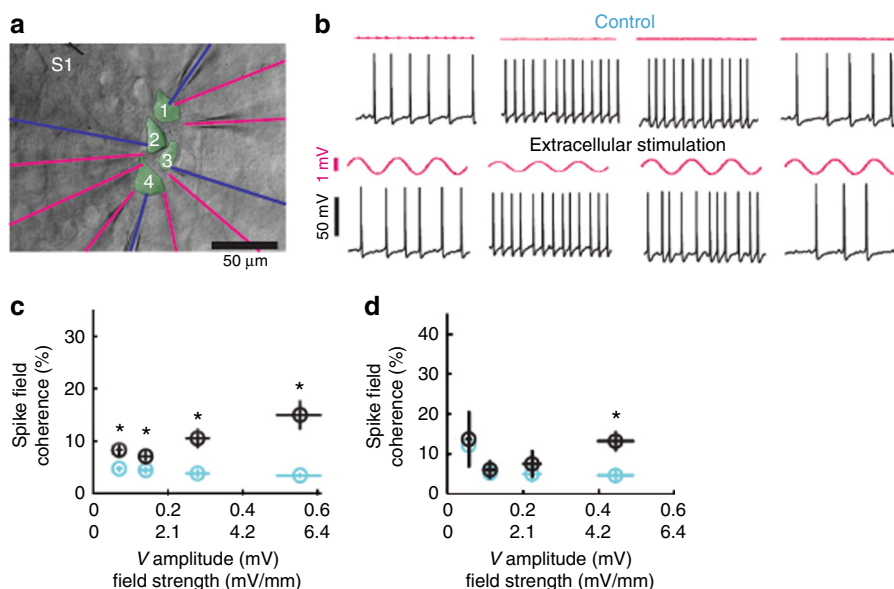 a
S1
1
2
3
4
50 μm
b
Control
Extracellular stimulation
1 mV
50 mV
c
Spike field
coherence (%)
30
20
10
0
* * * *
0 0.2 0.4 0.6
0 2.1 4.2 6.4
V amplitude (mV)
field strength (mV/mm)
d
Spike field
coherence (%)
40
30
20
10
0
*
0 0.2 0.4 0.6
0 2.1 4.2 6.4
V amplitude (mV)
field strength (mV/mm)